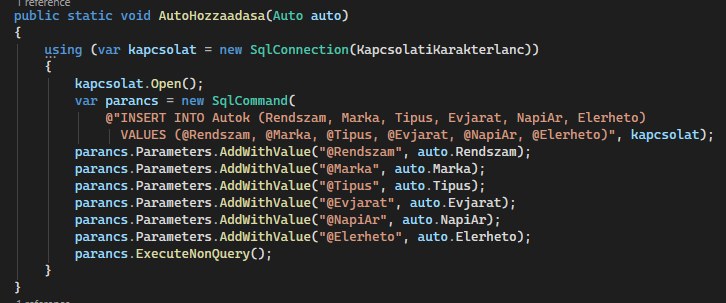 1 reference
public static void AutoHozzaadasa(Auto auto)
{
using (var kapcsolat = new SqlConnection(KapcsolatiKarakterlanc))
{
kapcsolat.Open();
var parancs = new SqlCommand(
@"INSERT INTO Autok (Rendszam, Marka, Tipus, Evjarat, NapiAr, Elerheto)
VALUES (@Rendszam, @Marka, @Tipus, @Evjarat, @NapiAr, @Elerheto)", kapcsolat);
parancs.Parameters.AddWithValue("@Rendszam", auto.Rendszam);
parancs.Parameters.AddWithValue("@Marka", auto.Marka);
parancs.Parameters.AddWithValue("@Tipus", auto.Tipus);
parancs.Parameters.AddWithValue("@Evjarat", auto.Evjarat);
parancs.Parameters.AddWithValue("@NapiAr", auto.NapiAr);
parancs.Parameters.AddWithValue("@Elerheto", auto.Elerheto);
parancs.ExecuteNonQuery();
}
}
1 reference